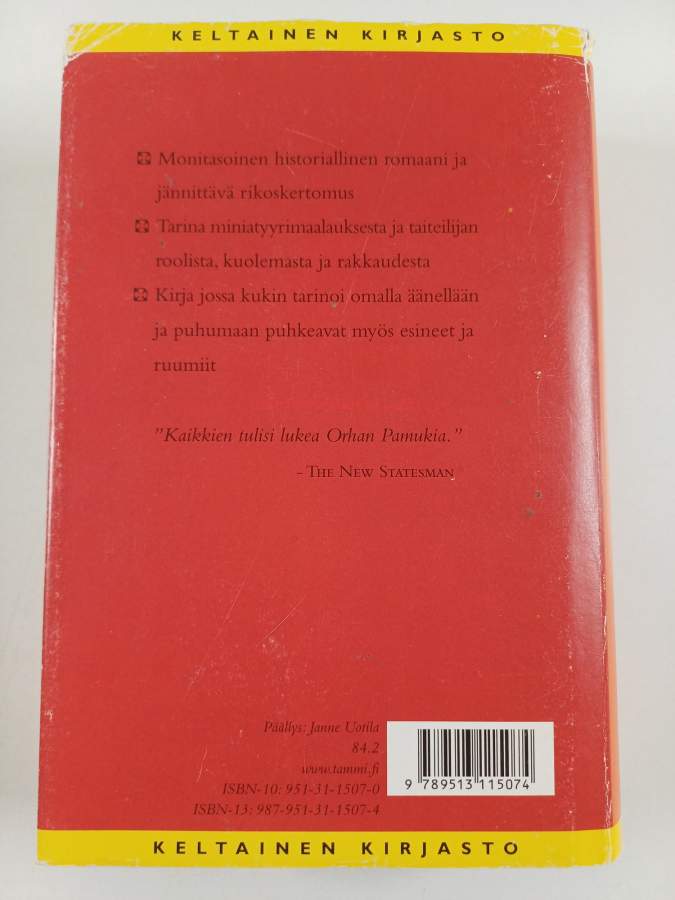 KELTAINEN KIRJASTO
Monitasoinen historiallinen romaani ja
jännittävä rikoskertomus
Tarina miniatyyrimaalauksesta ja taiteilijan
roolista, kuolemasta ja rakkaudesta
Kirja jossa kukin tarinoi omalla äänellään
ja puhumaan puhkeavat myös esineet ja
ruumiit
"Kaikkien tulisi lukea Orhan Pamukia."
– THE NEW STATESMAN
Päällys: Janne Uotila
84.2
www.tammi.fi
ISBN-10: 951-31-1507-0
ISBN-13: 987-951-31-1507-4
9 789513 115074
KELTAINEN KIRJASTO